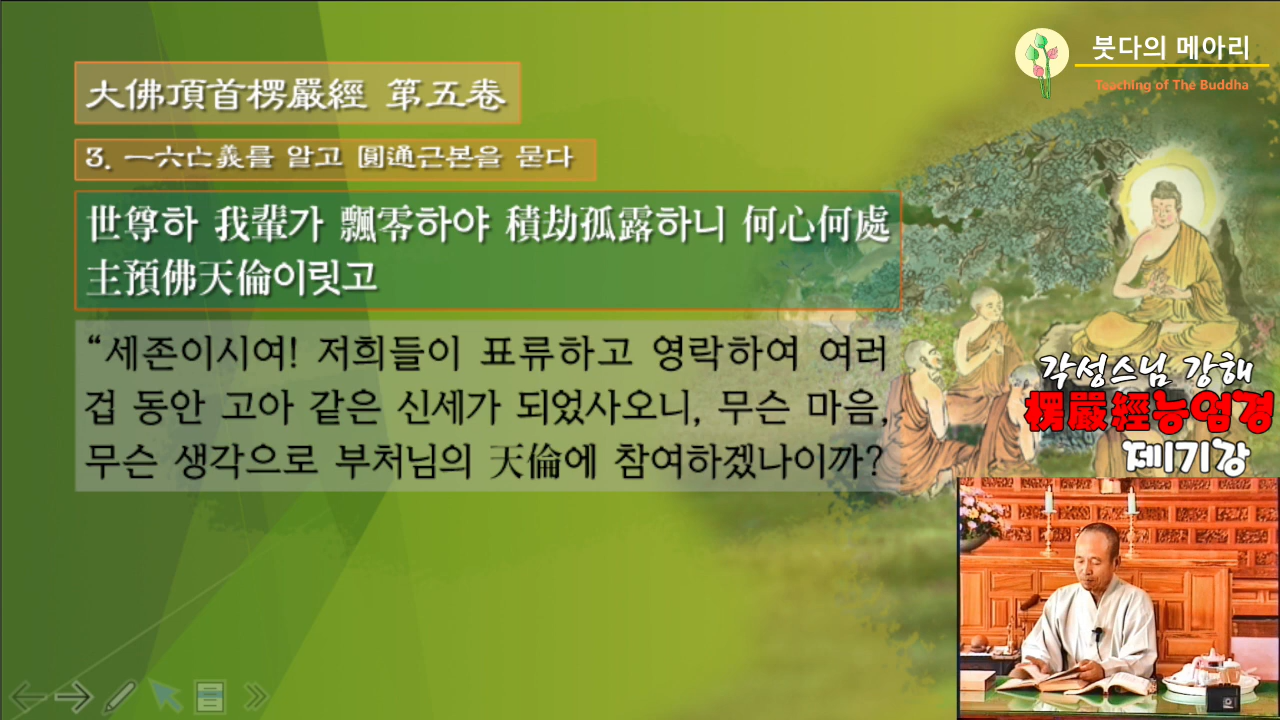 붓다의 메아리
Teaching of The Buddha
大佛頂首楞嚴經 第五卷
3. 一六亡義를 알고 圓通근본을 묻다
世尊하 我輩가 飄零하야 積劫孤露하니 何心何處
主預佛天倫이릿고
“세존이시여! 저희들이 표류하고 영락하여 여러
겁 동안 고아 같은 신세가 되었사오니, 무슨 마음,
무슨 생각으로 부처님의 天倫에 참여하겠나이까?
각성스님 강해
楞嚴經능엄경
제17강